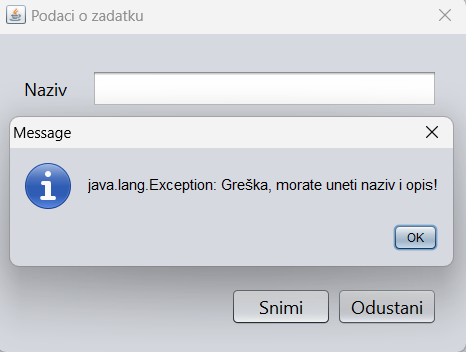 Podaci o zadatku
Naziv
Message
java.lang.Exception: Greška, morate uneti naziv i opis!
OK
Snimi
Odustani